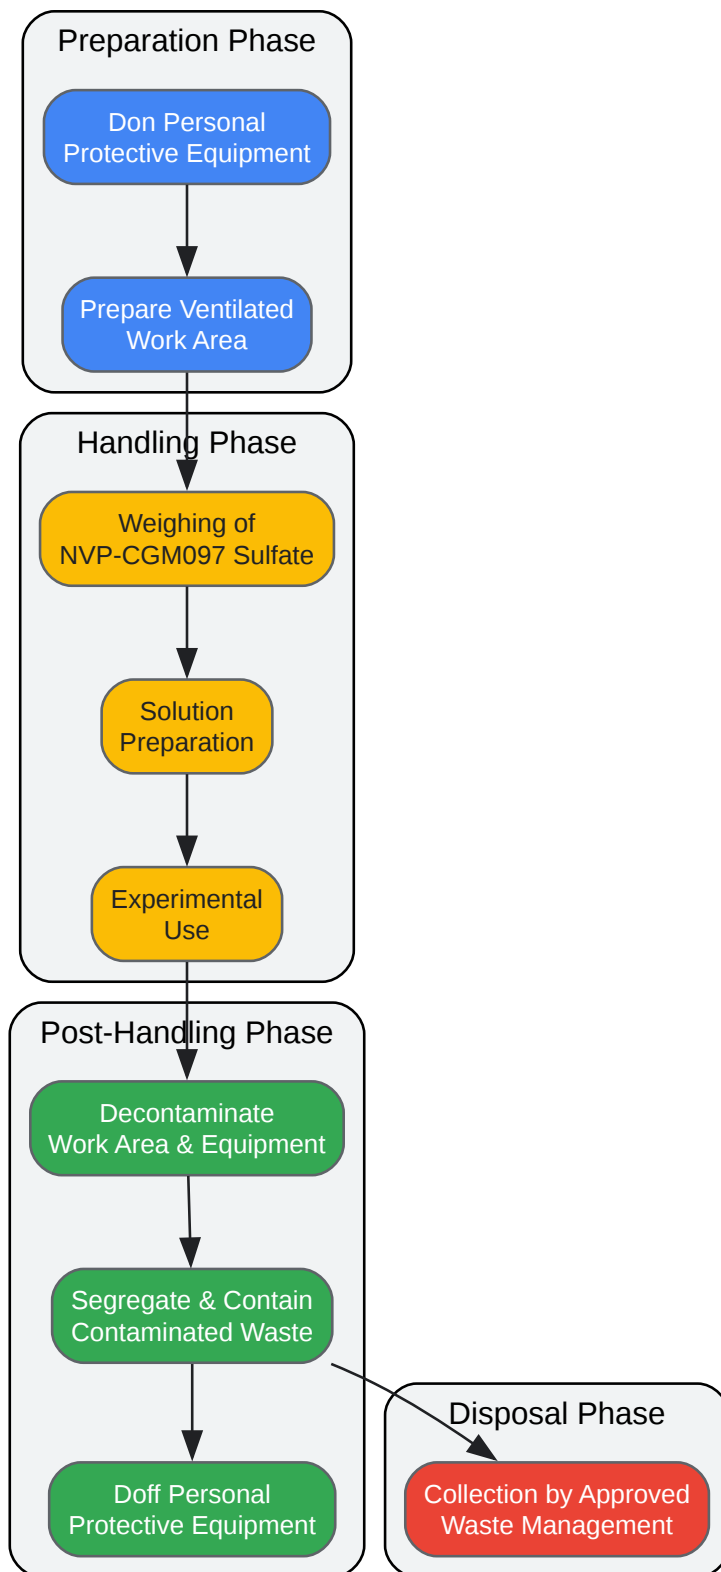 Preparation Phase
Don Personal
Protective Equipment
Prepare Ventilated
Work Area
Handling Phase
Weighing of
NVP-CGM097 Sulfate
Solution
Preparation
Experimental
Use
Post-Handling Phase
Decontaminate
Work Area & Equipment
Segregate & Contain
Contaminated Waste
Doff Personal
Protective Equipment
Disposal Phase
Collection by Approved
Waste Management